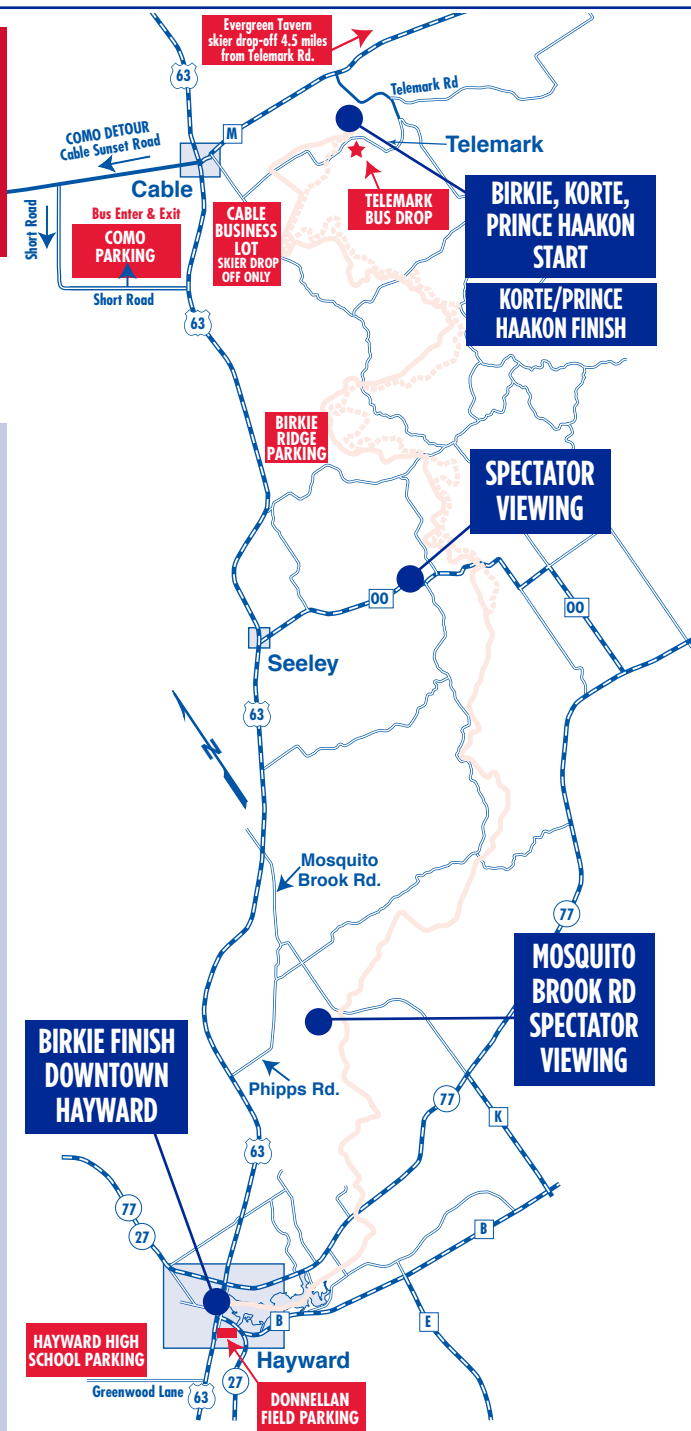 Evergreen Tavern
skier drop-off 4.5 miles
from Telemark Rd.
63
Telemark Rd
M
COMO DETOUR
Cable Sunset Road
Telemark
Cable
BIRKIE, KORTE,
PRINCE HAAKON
START
TELEMARK
BUS DROP
Short Road
Bus Enter & Exit
COMO
PARKING
CABLE
BUSINESS
LOT
SKIER DROP
OFF ONLY
Short Road
KORTE/PRINCE
HAAKON FINISH
63
BIRKIE
RIDGE
PARKING
SPECTATOR
VIEWING
OO
OO
Seeley
63
N
Mosquito
Brook Rd.
77
MOSQUITO
BROOK RD
SPECTATOR
VIEWING
BIRKIE FINISH
DOWNTOWN
HAYWARD
Phipps Rd.
77
K
63
77
27
B
B
E
HAYWARD HIGH
SCHOOL PARKING
Hayward
Greenwood Lane
63
27
DONNELLAN
FIELD PARKING